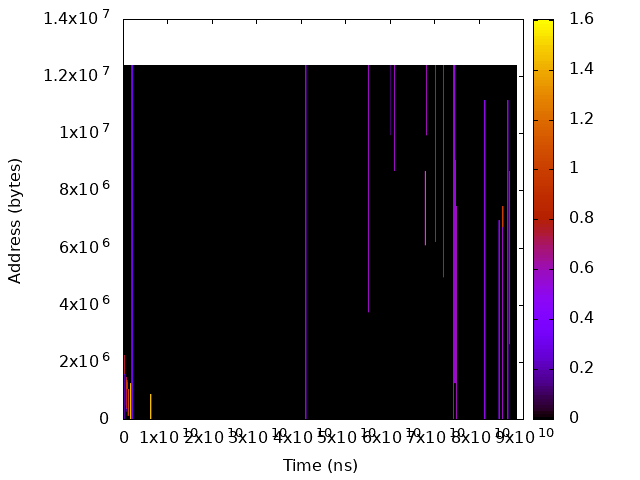 1.4x10⁷
1.2x10⁷
1x10⁷
8x10⁶
6x10⁶
4x10⁶
2x10⁶
0
Address (bytes)
0 1x10¹⁰ 2x10¹⁰ 3x10¹⁰ 4x10¹⁰ 5x10¹⁰ 6x10¹⁰ 7x10¹⁰ 8x10¹⁰ 9x10¹⁰
Time (ns)
1.6
1.4
1.2
1
0.8
0.6
0.4
0.2
0